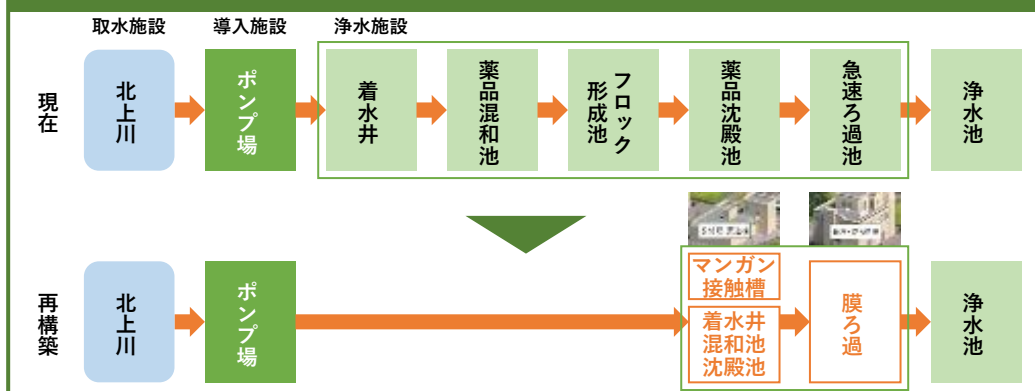 取水施設
導入施設
浄水施設
現在
北上川
ポンプ場
着水井
薬品混和池
フロック
形成池
薬品沈殿池
急速ろ過池
浄水池
再構築
北上川
ポンプ場
マンガン
接触槽
着水井
混和池
沈殿池
膜ろ過
浄水池